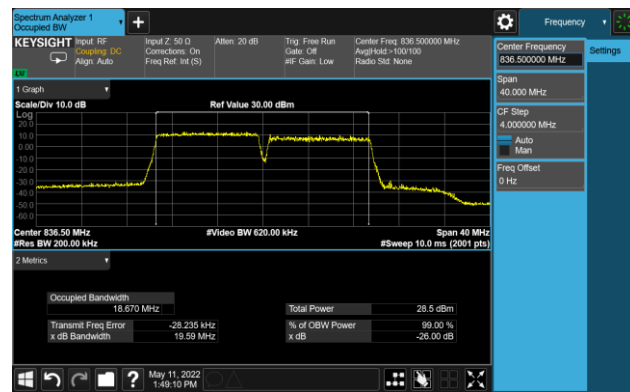 Spectrum Analyzer 1
Occupied BW
Frequency
KEYSIGHT
Input: RF
Coupling: DC
Align: Auto
Input Z: 50 Ω
Corrections: On
Freq Ref: Int (S)
Atten: 20 dB
Trig: Free Run
Gate: Off
#IF Gain: Low
Center Freq: 836.500000 MHz
Avg|Hold:>100/100
Radio Std: None
Center Frequency
836.500000 MHz
Settings
Span
40.000 MHz
CF Step
4.000000 MHz
Auto
Man
Freq Offset
0 Hz
1 Graph
Scale/Div 10.0 dB
Ref Value 30.00 dBm
Log
20.0
10.0
0.00
-10.0
-20.0
-30.0
-40.0
-50.0
-60.0
Center 836.50 MHz
#Video BW 620.00 kHz
Span 40 MHz
#Res BW 200.00 kHz
#Sweep 10.0 ms (2001 pts)
2 Metrics
Occupied Bandwidth
18.670 MHz
Total Power
28.5 dBm
Transmit Freq Error
-28.235 kHz
% of OBW Power
99.00 %
x dB Bandwidth
19.59 MHz
x dB
-26.00 dB
?
May 11, 2022
1:49:10 PM